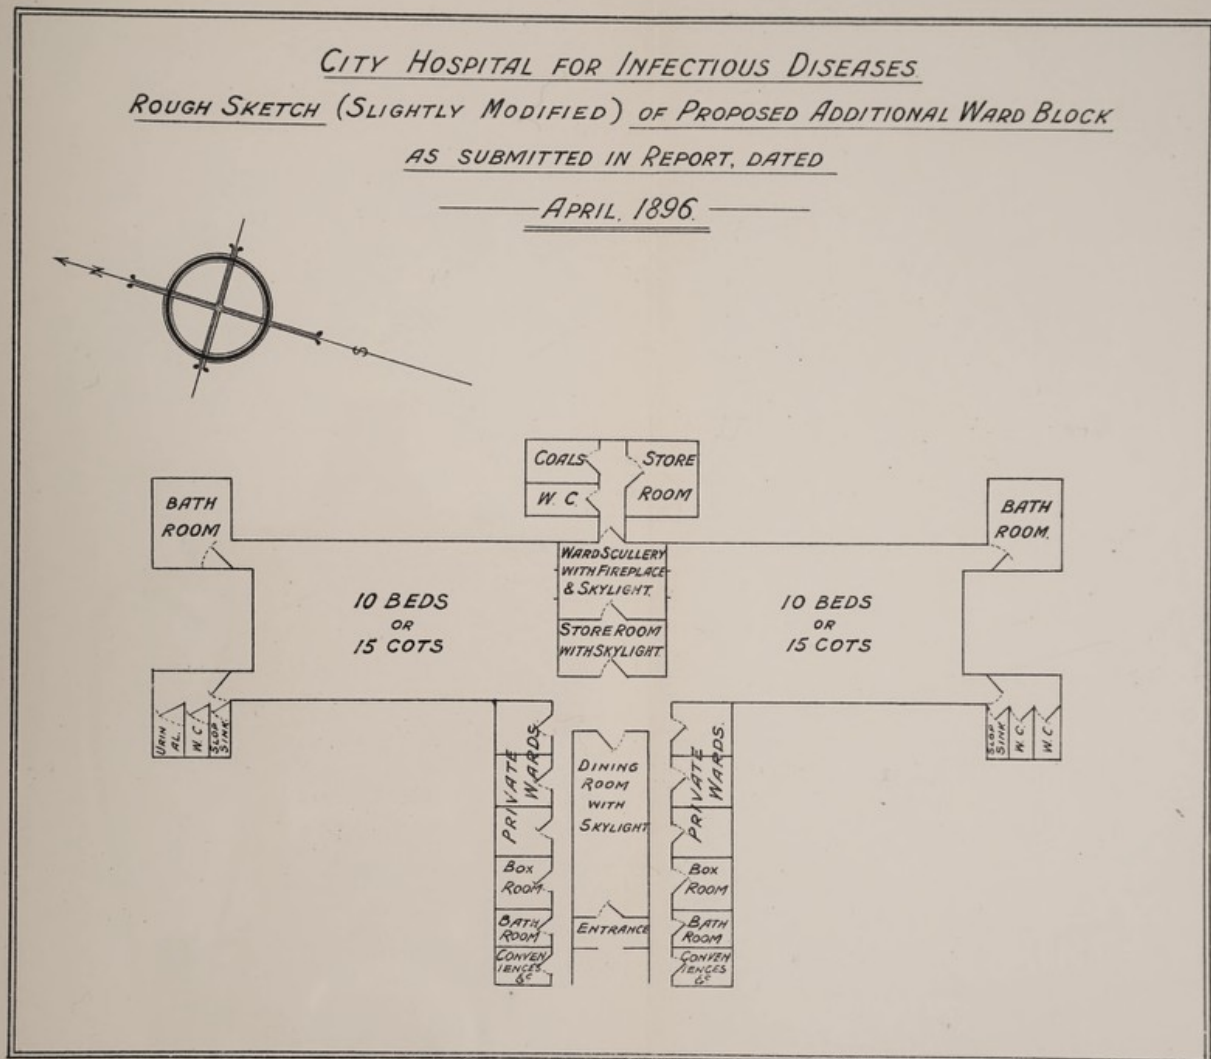 CITY HOSPITAL FOR INFECTIOUS DISEASES.
ROUGH SKETCH (SLIGHTLY MODIFIED) OF PROPOSED ADDITIONAL WARD BLOCK
AS SUBMITTED IN REPORT, DATED
APRIL, 1896.
N
S
COALS
W. C.
STORE
ROOM
BATH
ROOM
WARD SCULLERY
WITH FIREPLACE
& SKYLIGHT.
STORE ROOM
WITH SKYLIGHT
BATH
ROOM.
10 BEDS
OR
15 COTS
10 BEDS
OR
15 COTS
URIN
AL.
W. C.
SLOP
SINK
SLOP
SINK
W. C.
W. C.
PRIVATE
WARDS.
DINING
ROOM
WITH
SKYLIGHT
PRIVATE
WARDS.
BOX
ROOM
BOX
ROOM
BATH
ROOM
ENTRANCE
BATH
ROOM
CONVEN
IENCES
&c
CONVEN
IENCES
&c